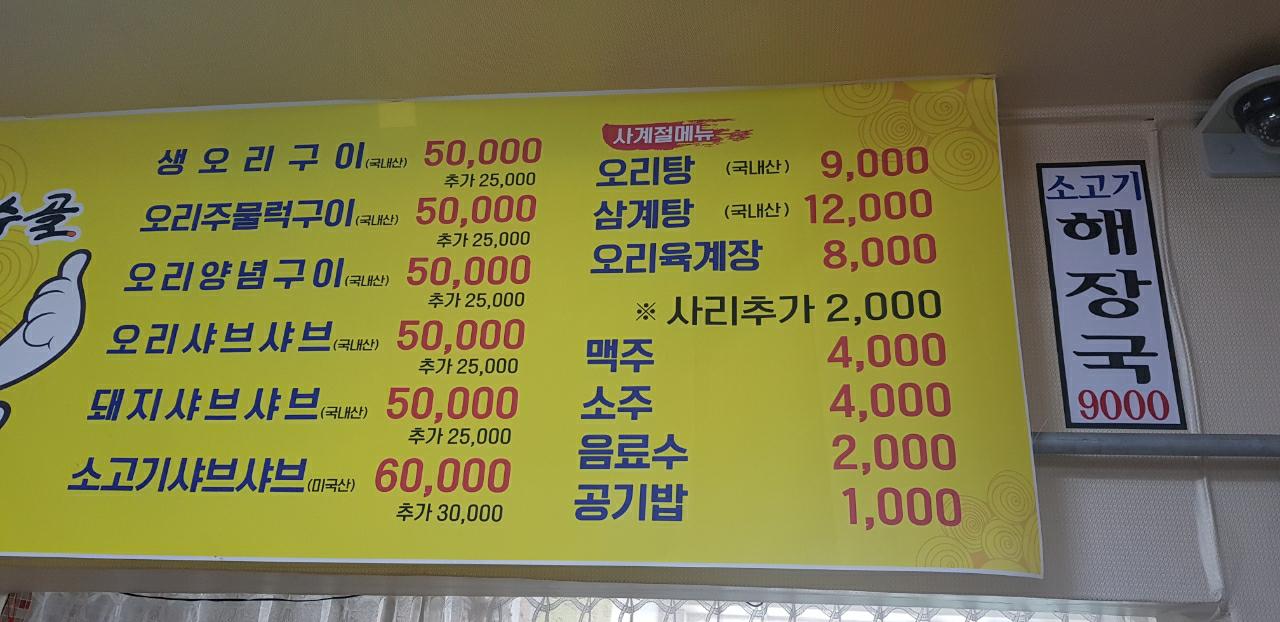 수골
생오리구이(국내산) 50,000
추가 25,000
오리주물럭구이(국내산) 50,000
추가 25,000
오리양념구이(국내산) 50,000
추가 25,000
오리샤브샤브(국내산) 50,000
추가 25,000
돼지샤브샤브(국내산) 50,000
추가 25,000
소고기샤브샤브(미국산) 60,000
추가 30,000
사계절메뉴
오리탕 (국내산) 9,000
삼계탕 (국내산) 12,000
오리육계장 8,000
※ 사리추가 2,000
맥주 4,000
소주 4,000
음료수 2,000
공기밥 1,000
소고기
해장국
9000